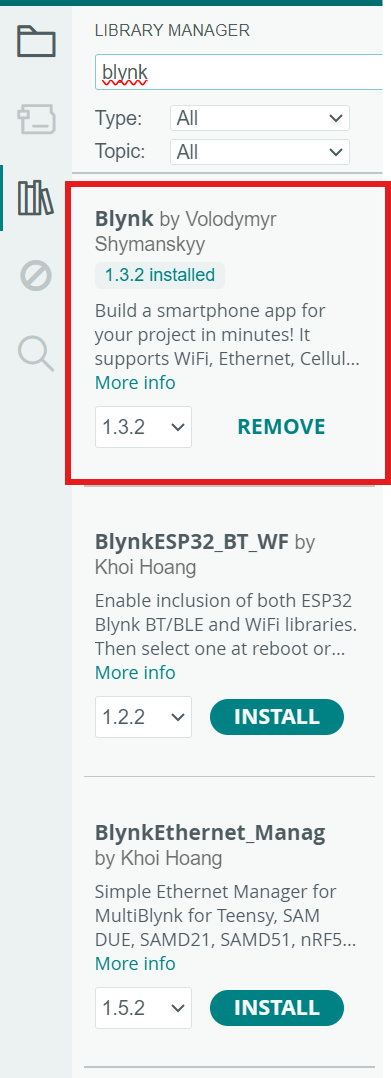 LIBRARY MANAGER
blynk
Type: All
Topic: All
Blynk by Volodymyr
Shymanskyy
1.3.2 installed
Build a smartphone app for
your project in minutes! It
supports WiFi, Ethernet, Cellul...
More info
1.3.2 REMOVE
BlynkESP32_BT_WF by
Khoi Hoang
Enable inclusion of both ESP32
Blynk BT/BLE and WiFi libraries.
Then select one at reboot or...
More info
1.2.2 INSTALL
BlynkEthernet_Manag
by Khoi Hoang
Simple Ethernet Manager for
MultiBlynk for Teensy, SAM
DUE, SAMD21, SAMD51, nRF5...
More info
1.5.2 INSTALL